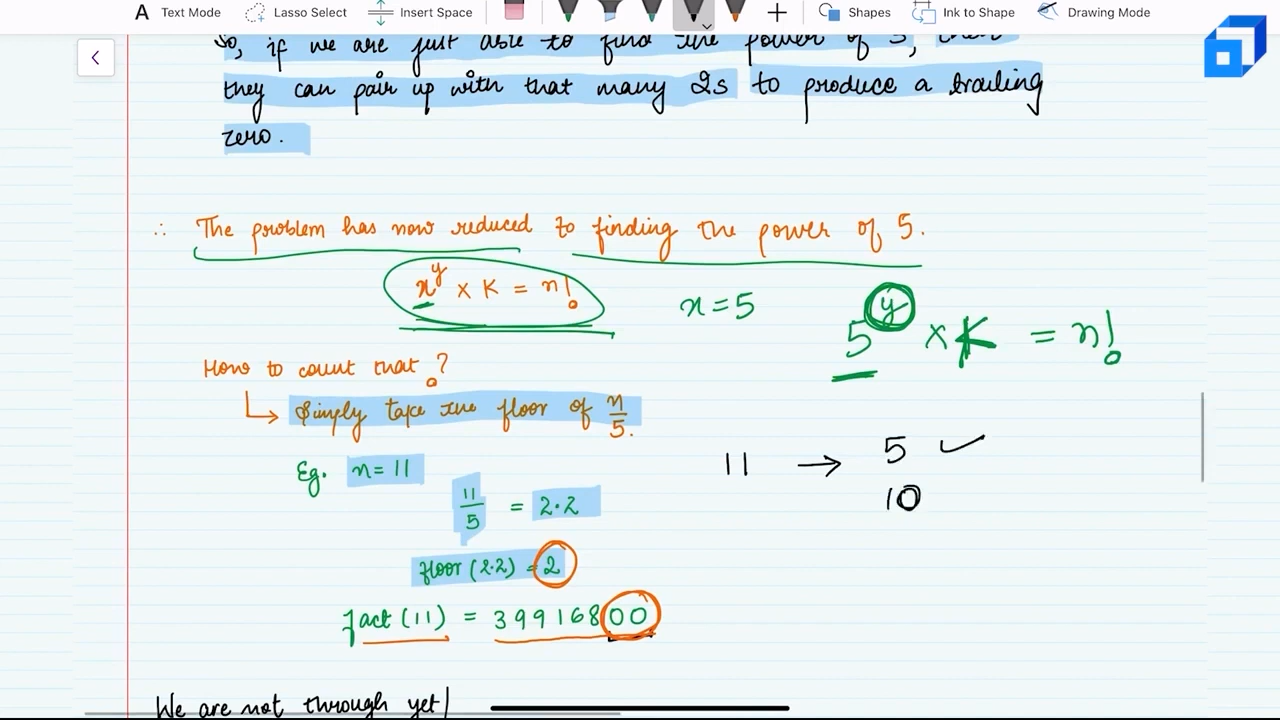 A Text Mode Lasso Select Insert Space Shapes Ink to Shape Drawing Mode
So, if we are just able to find the power of 5, then
they can pair up with that many 2s to produce a trailing
zero.
∴ The problem has now reduced to finding the power of 5.
x^y × K = n!
x = 5
5^y × K = n!
How to count that?
Simply take the floor of n/5.
Eg. n = 11
11 → 5 ✓
10
11/5 = 2.2
floor (2.2) = 2
fact (11) = 39916800
We are not through yet!